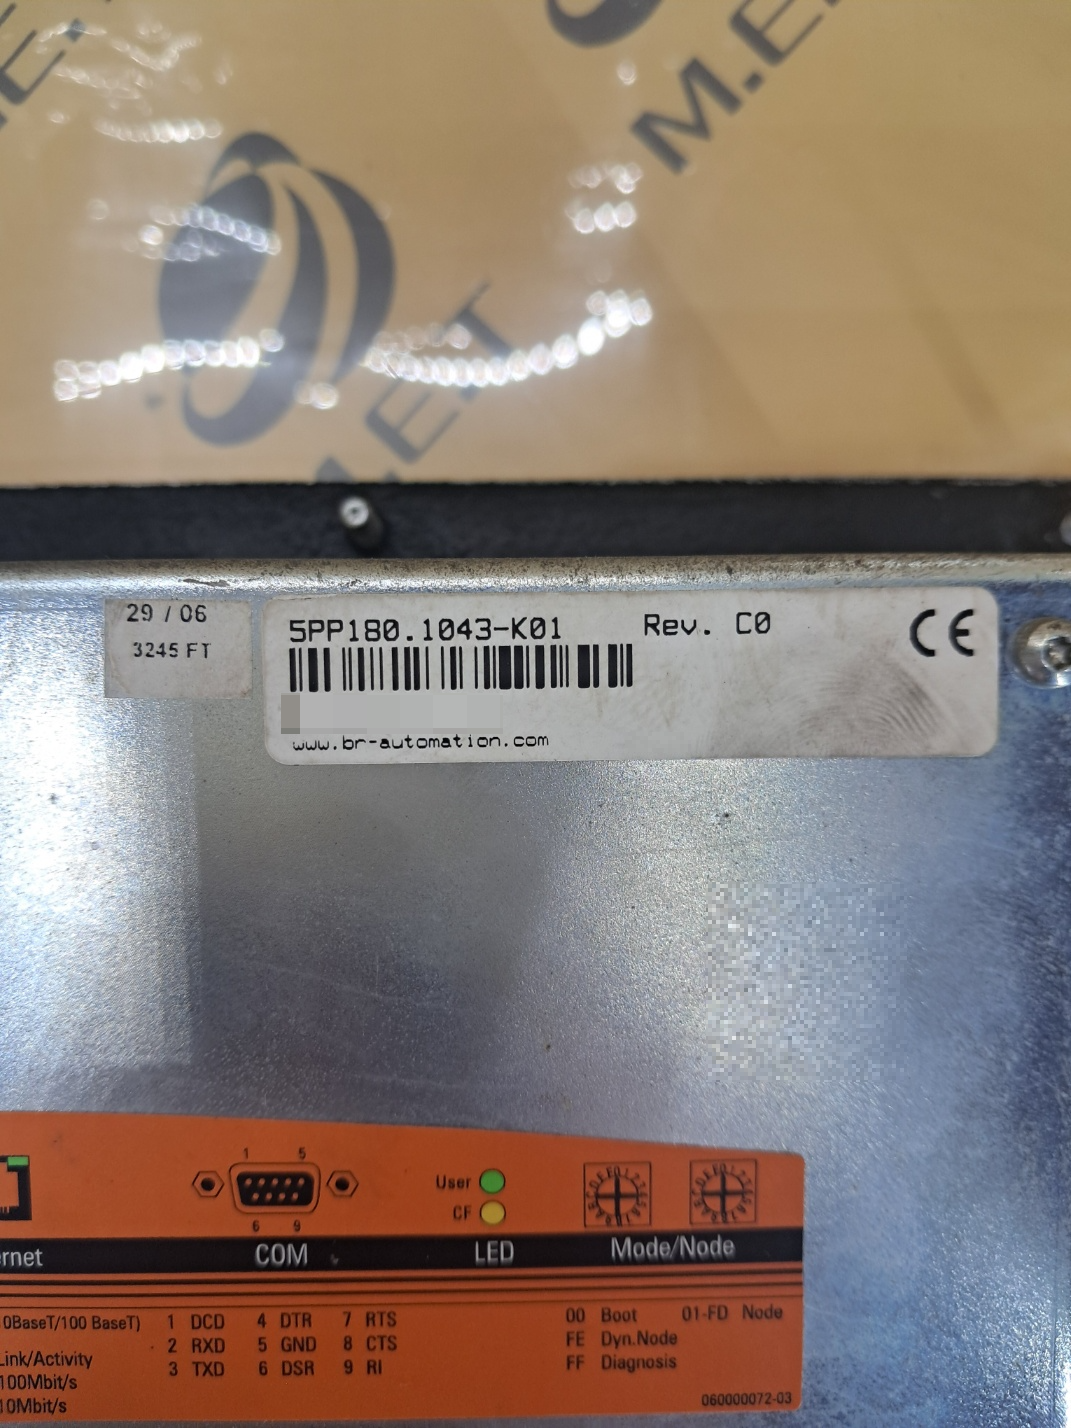 M.E
M.ET
29 / 06
3245 FT
5PP180.1043-K01 Rev. C0
CE
www.br-automation.com
1 5
6 9
User
CF
COM LED Mode/Node
1 DCD 4 DTR 7 RTS
2 RXD 5 GND 8 CTS
3 TXD 6 DSR 9 RI
0BaseT/100 BaseT)
Link/Activity
100Mbit/s
10Mbit/s
00 Boot 01-FD Node
FE Dyn.Node
FF Diagnosis
060000072-03